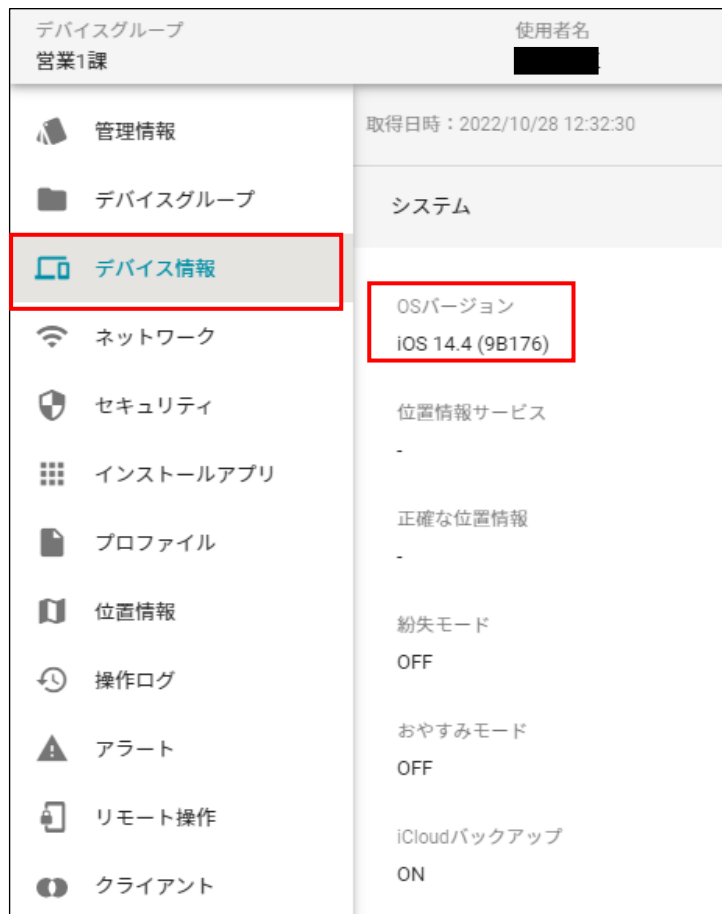 デバイスグループ
使用者名
営業1課
管理情報
デバイスグループ
デバイス情報
ネットワーク
セキュリティ
インストールアプリ
プロファイル
位置情報
操作ログ
アラート
リモート操作
クライアント
取得日時：2022/10/28 12:32:30
システム
OSバージョン
iOS 14.4 (9B176)
位置情報サービス
-
正確な位置情報
-
紛失モード
OFF
おやすみモード
OFF
iCloudバックアップ
ON